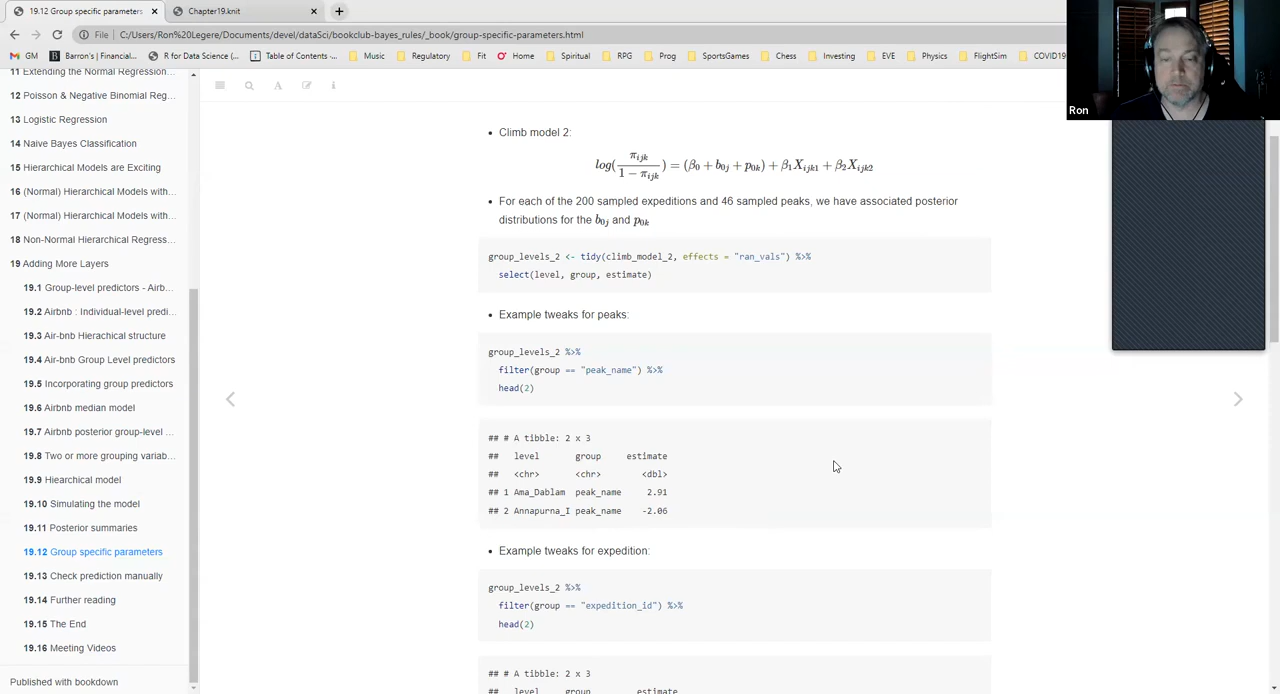 19.12 Group specific parameters
Chapter19.knit
File | C:/Users/Ron%20Legere/Documents/devel/dataSci/bookclub-bayes_rules/_book/group-specific-parameters.html
GM
Barron's | Financial...
R for Data Science (...
Table of Contents -...
Music
Regulatory
Fit
Home
Spiritual
RPG
Prog
SportsGames
Chess
Investing
EVE
Physics
FlightSim
COVID19
Ron
11 Extending the Normal Regression...
12 Poisson & Negative Binomial Reg...
13 Logistic Regression
14 Naive Bayes Classification
15 Hierarchical Models are Exciting
16 (Normal) Hierarchical Models with...
17 (Normal) Hierarchical Models with...
18 Non-Normal Hierarchical Regress...
19 Adding More Layers
19.1 Group-level predictors - Airb...
19.2 Airbnb : Individual-level predi...
19.3 Air-bnb Hierachical structure
19.4 Air-bnb Group Level predictors
19.5 Incorporating group predictors
19.6 Airbnb median model
19.7 Airbnb posterior group-level ...
19.8 Two or more grouping variab...
19.9 Hiearchical model
19.10 Simulating the model
19.11 Posterior summaries
19.12 Group specific parameters
19.13 Check prediction manually
19.14 Further reading
19.15 The End
19.16 Meeting Videos
Published with bookdown
• Climb model 2:
log(π_ijk / 1 − π_ijk) = (β0 + b0j + p0k) + β1Xijk1 + β2Xijk2
• For each of the 200 sampled expeditions and 46 sampled peaks, we have associated posterior
distributions for the b0j and p0k
group_levels_2 <- tidy(climb_model_2, effects = "ran_vals") %>%
select(level, group, estimate)
• Example tweaks for peaks:
group_levels_2 %>%
filter(group == "peak_name") %>%
head(2)
## # A tibble: 2 x 3
## level group estimate
## <chr> <chr> <dbl>
## 1 Ama_Dablam peak_name 2.91
## 2 Annapurna_I peak_name -2.06
• Example tweaks for expedition:
group_levels_2 %>%
filter(group == "expedition_id") %>%
head(2)
## # A tibble: 2 x 3
## level group estimate